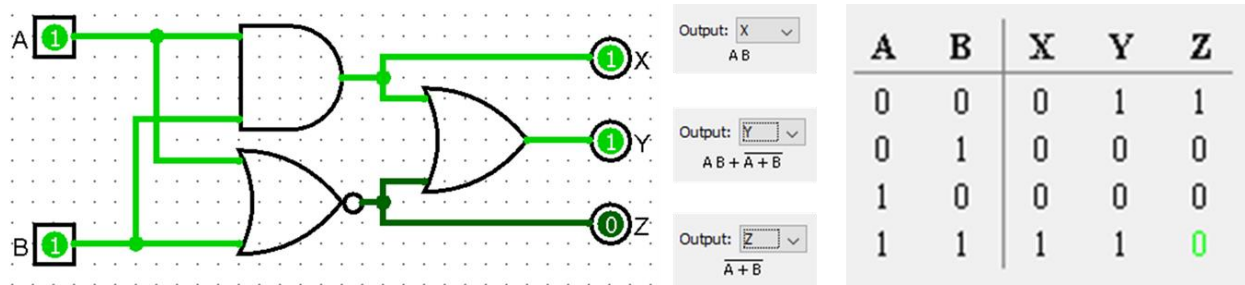 A 1
1 X
1 Y
B 1
0 Z
Output: X
A B
Output: Y
A B + A + B
Output: Z
A + B
A B X Y Z
0 0 0 1 1
0 1 0 0 0
1 0 0 0 0
1 1 1 1 0